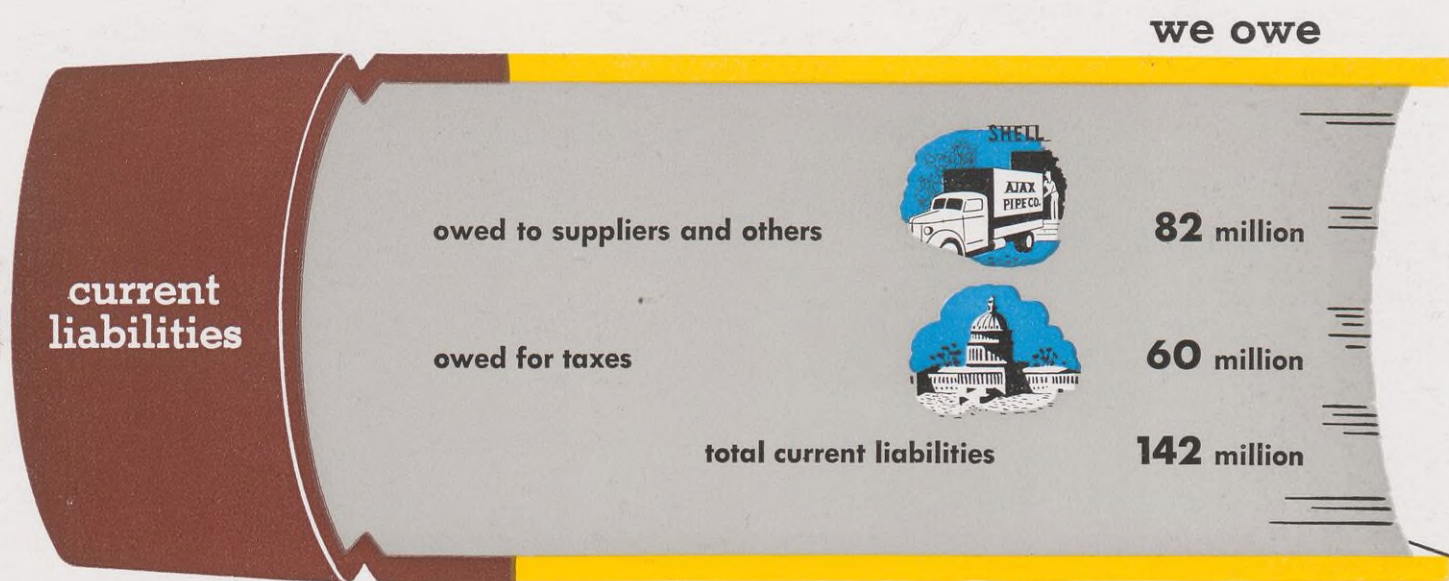 we owe
SHELL
AJAX
PIPE CO.
owed to suppliers and others 82 million
current
liabilities
owed for taxes 60 million
total current liabilities 142 million